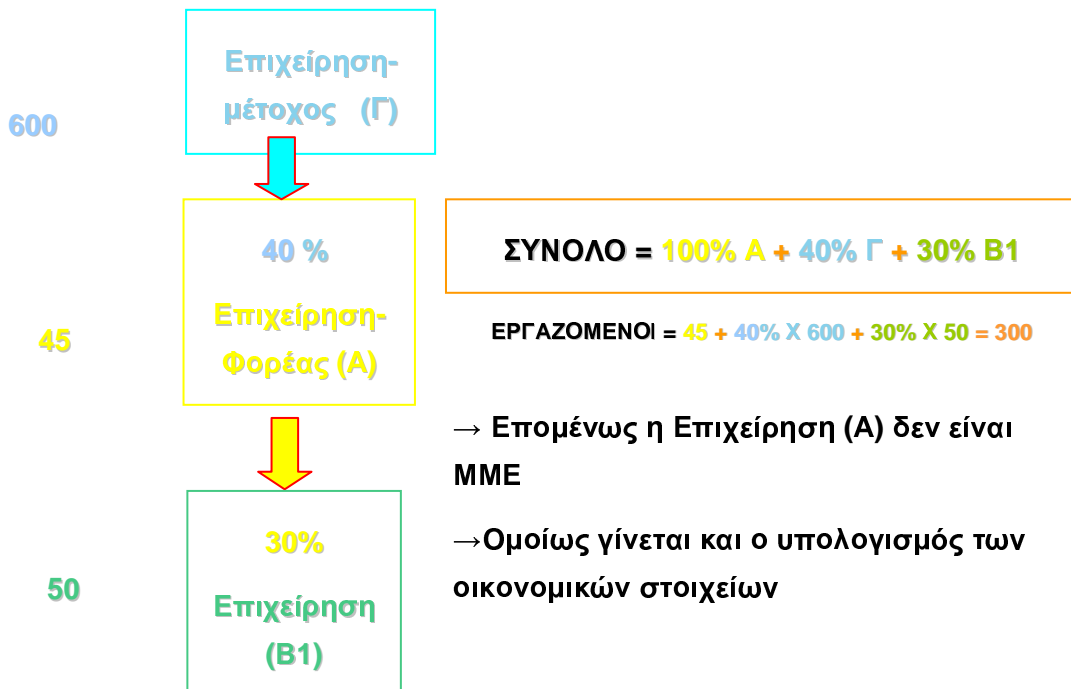 Επιχείρηση-
μέτοχος (Γ)
600
40 %
Επιχείρηση-
Φορέας (Α)
45
30%
Επιχείρηση
(Β1)
50
ΣΥΝΟΛΟ = 100% Α + 40% Γ + 30% Β1
ΕΡΓΑΖΟΜΕΝΟΙ = 45 + 40% Χ 600 + 30% Χ 50 = 300
→ Επομένως η Επιχείρηση (Α) δεν είναι
ΜΜΕ
→Ομοίως γίνεται και ο υπολογισμός των
οικονομικών στοιχείων